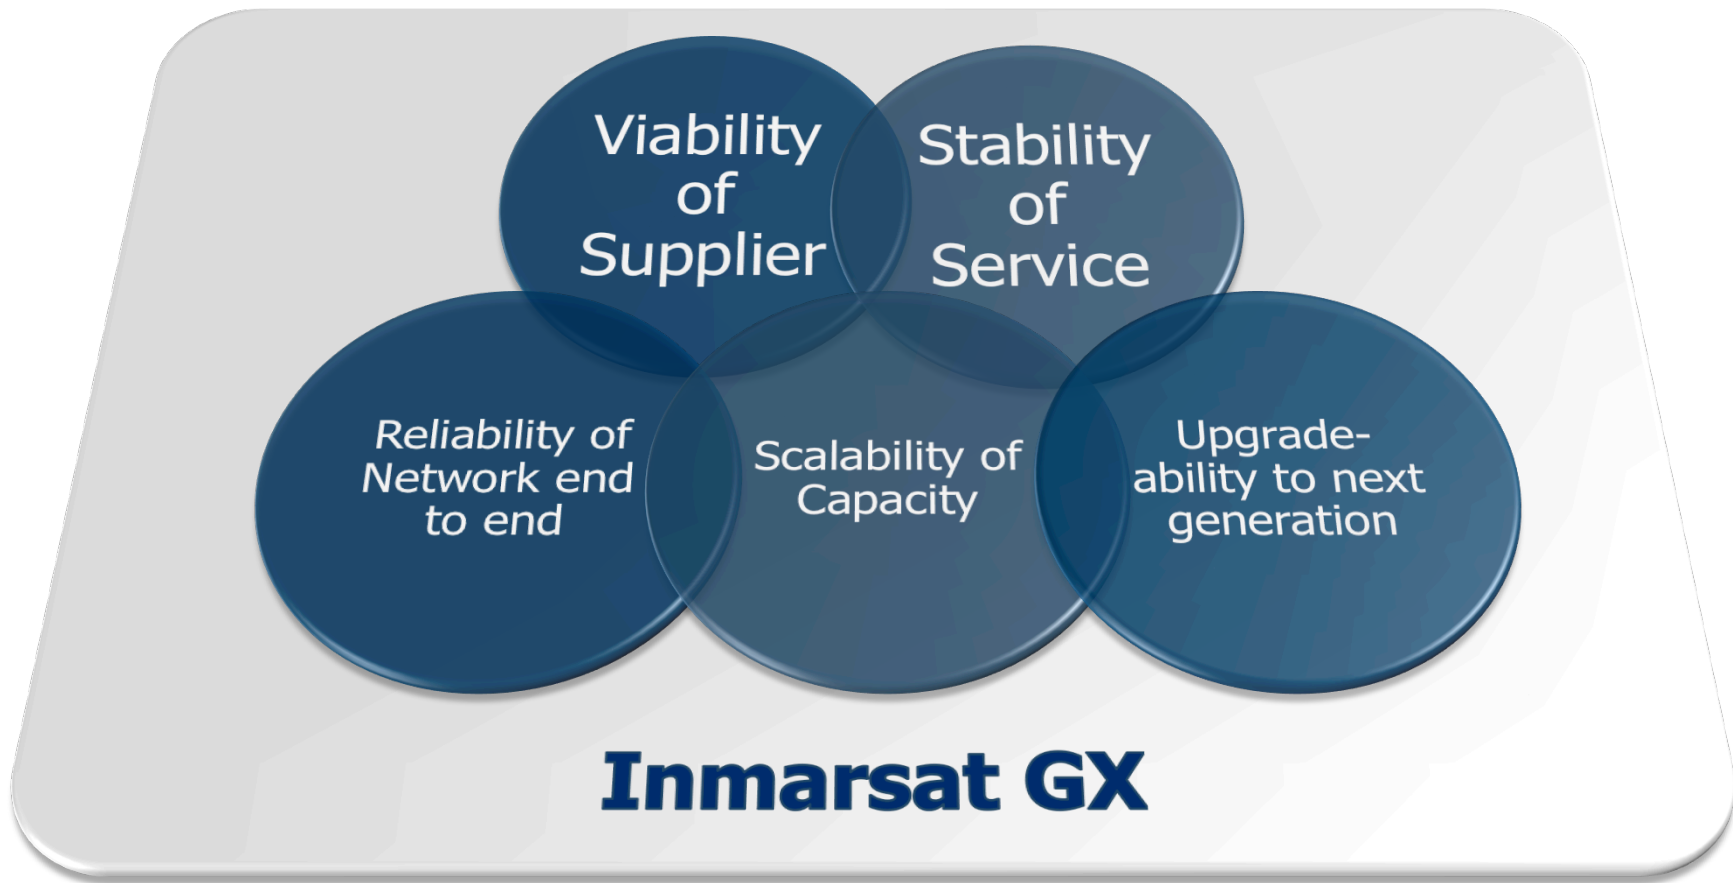 Viability
of
Supplier
Stability
of
Service
Reliability of
Network end
to end
Scalability of
Capacity
Upgrade-
ability to next
generation
Inmarsat GX